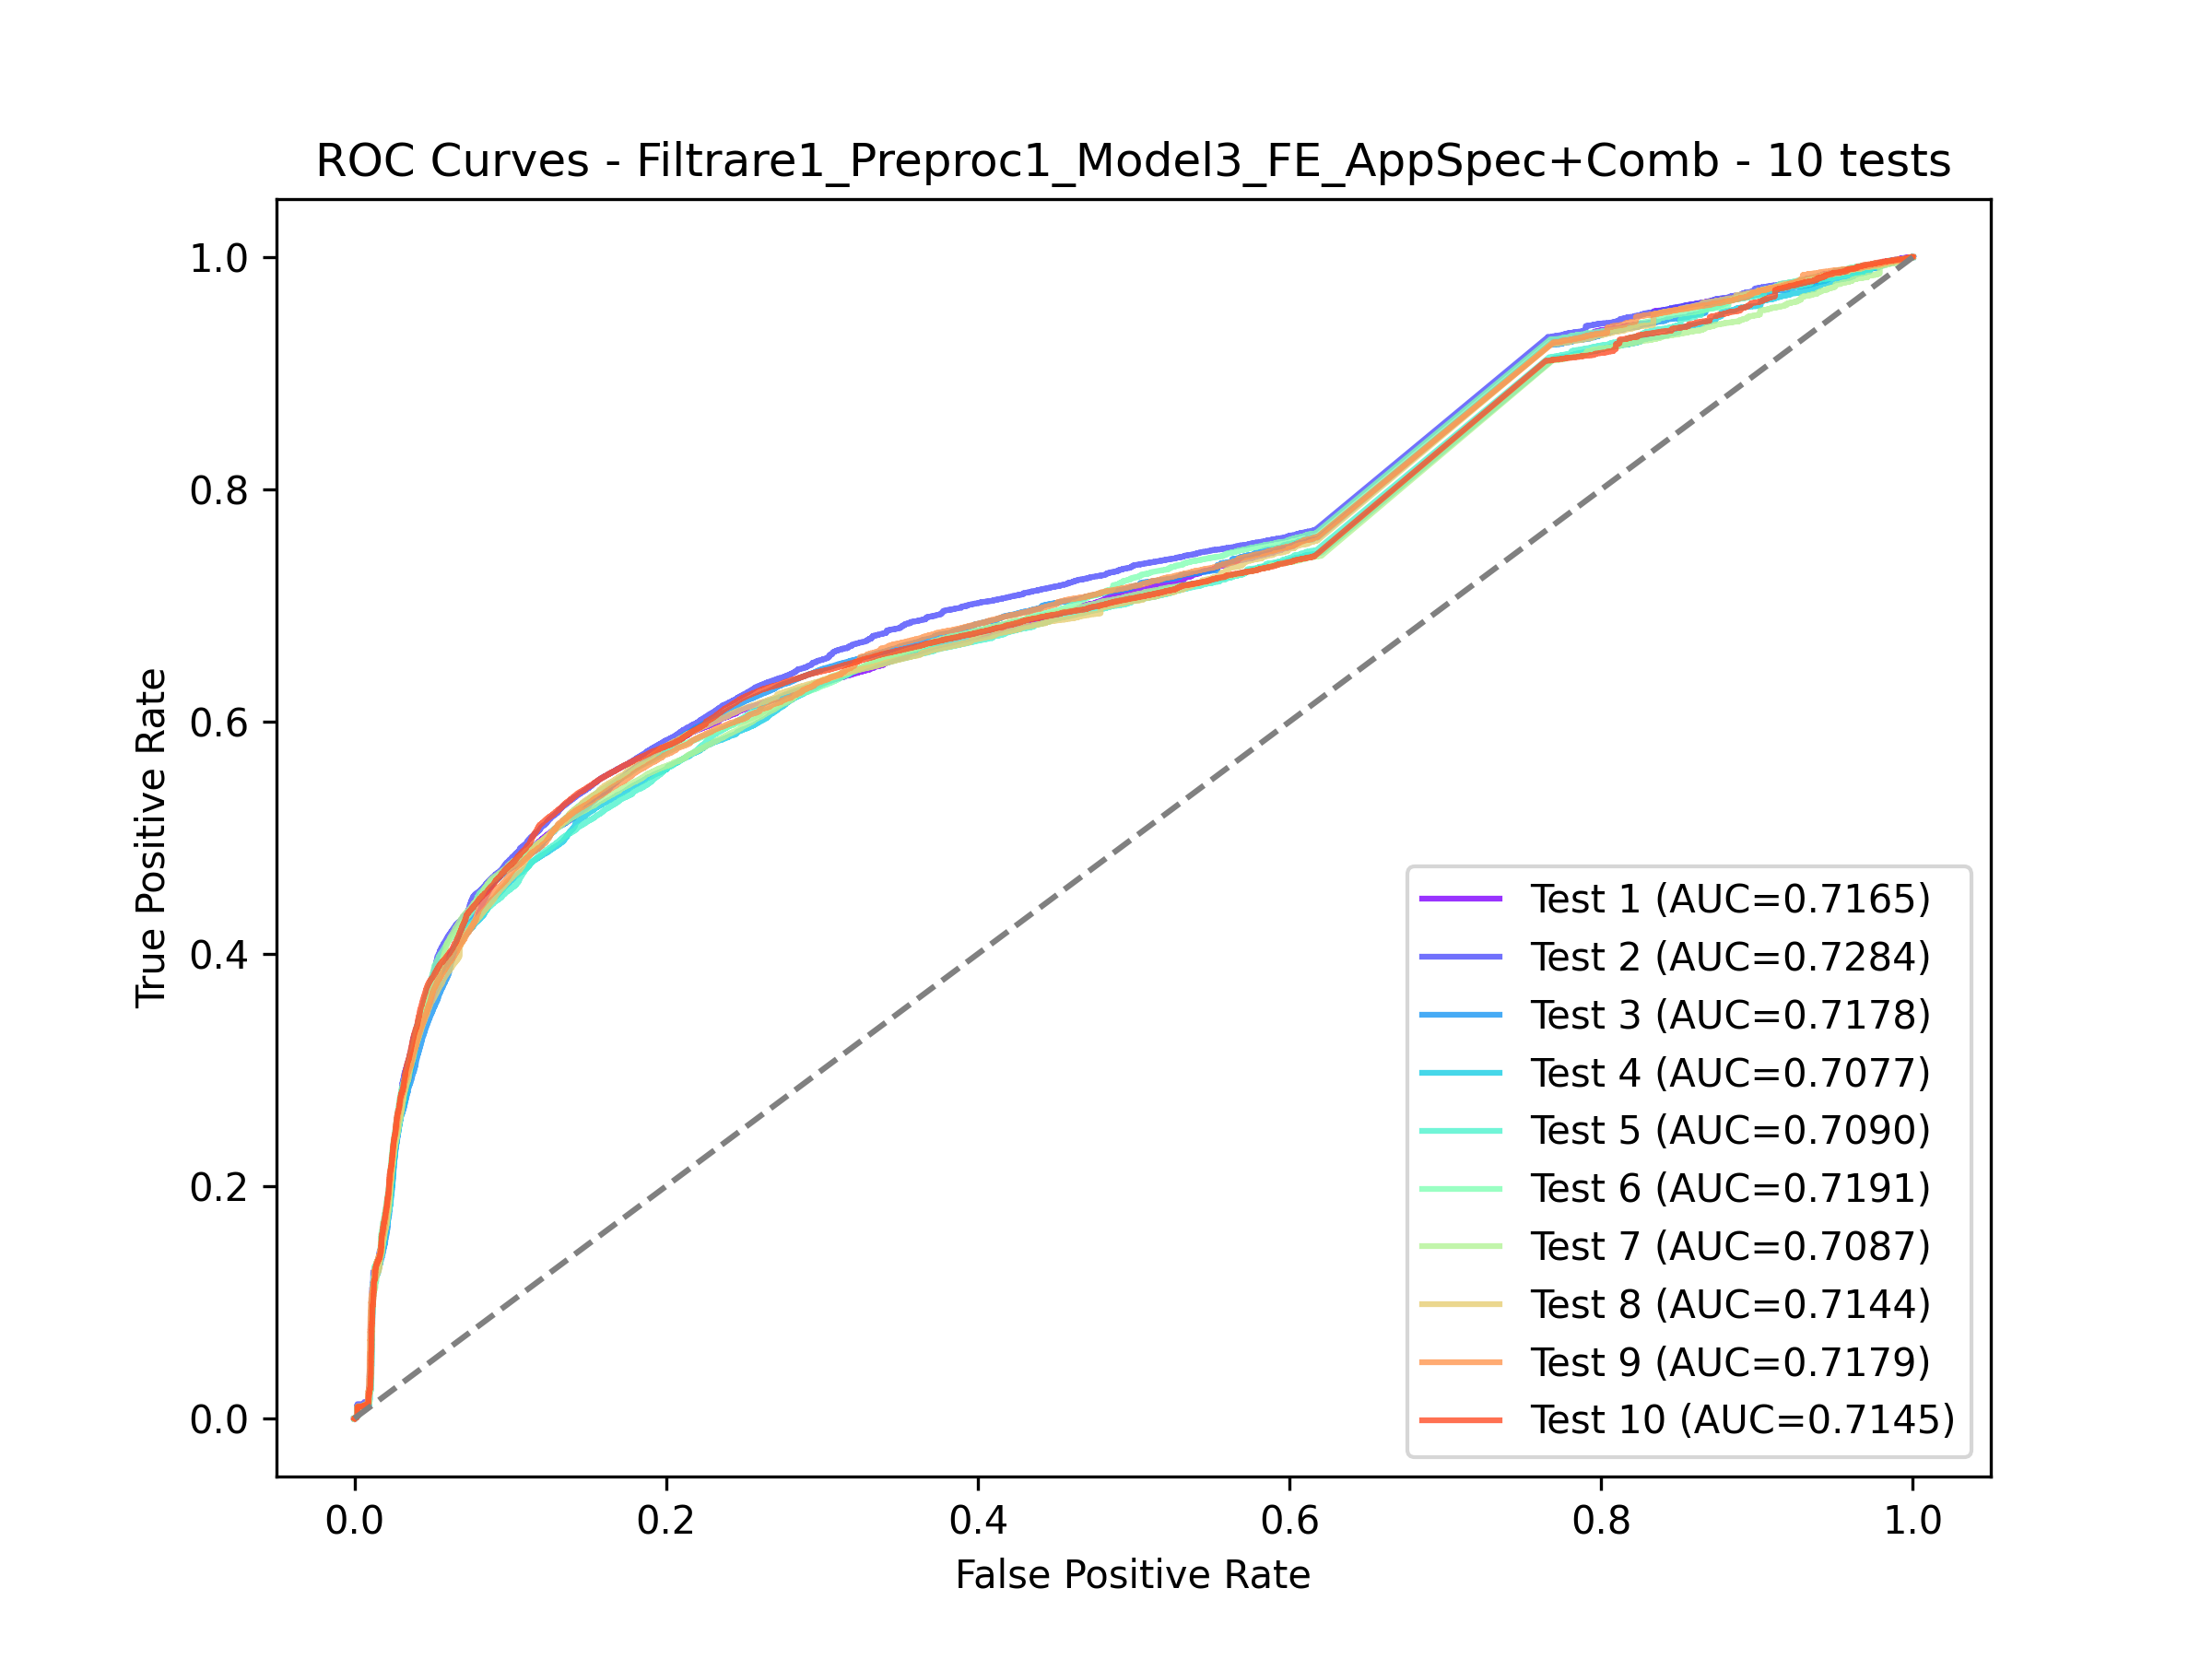 ROC Curves - Filtrare1_Preproc1_Model3_FE_AppSpec+Comb - 10 tests
True Positive Rate
1.0
0.8
0.6
0.4
0.2
0.0
Test 1 (AUC=0.7165)
Test 2 (AUC=0.7284)
Test 3 (AUC=0.7178)
Test 4 (AUC=0.7077)
Test 5 (AUC=0.7090)
Test 6 (AUC=0.7191)
Test 7 (AUC=0.7087)
Test 8 (AUC=0.7144)
Test 9 (AUC=0.7179)
Test 10 (AUC=0.7145)
0.0 0.2 0.4 0.6 0.8 1.0
False Positive Rate